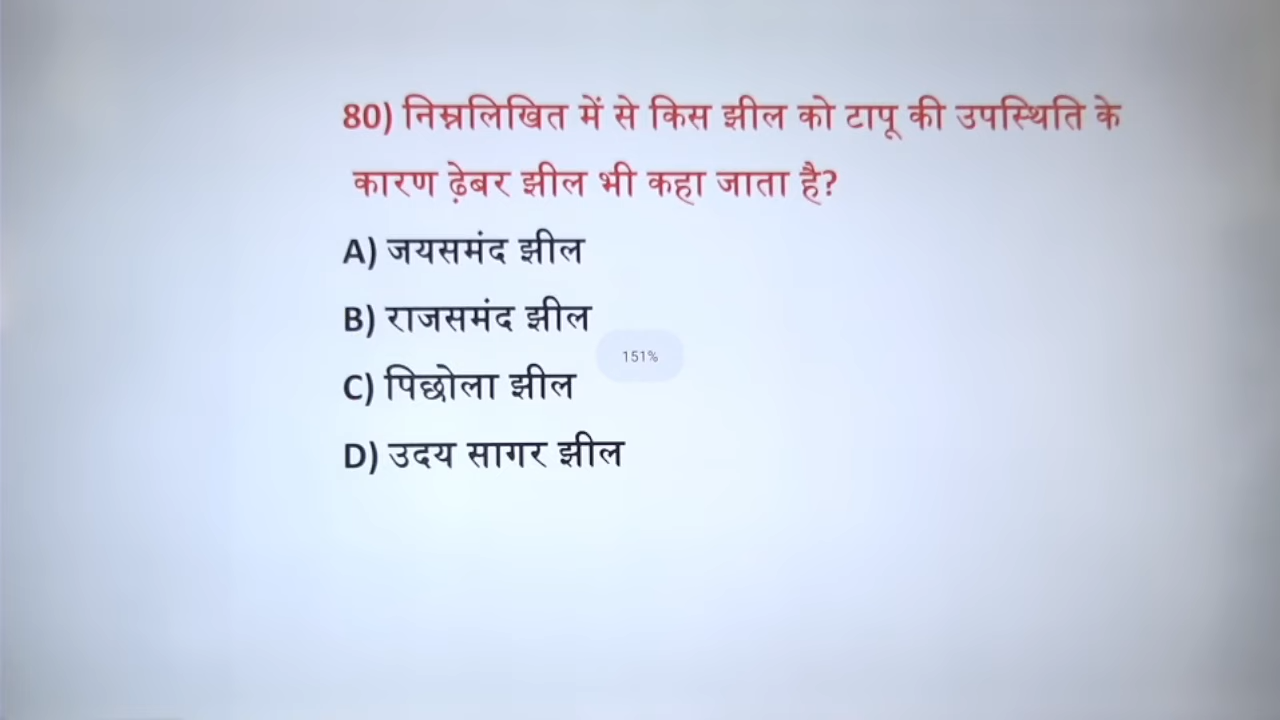 80) निम्नलिखित में से किस झील को टापू की उपस्थिति के
कारण ढ़ेबर झील भी कहा जाता है?
A) जयसमंद झील
B) राजसमंद झील
151%
C) पिछोला झील
D) उदय सागर झील